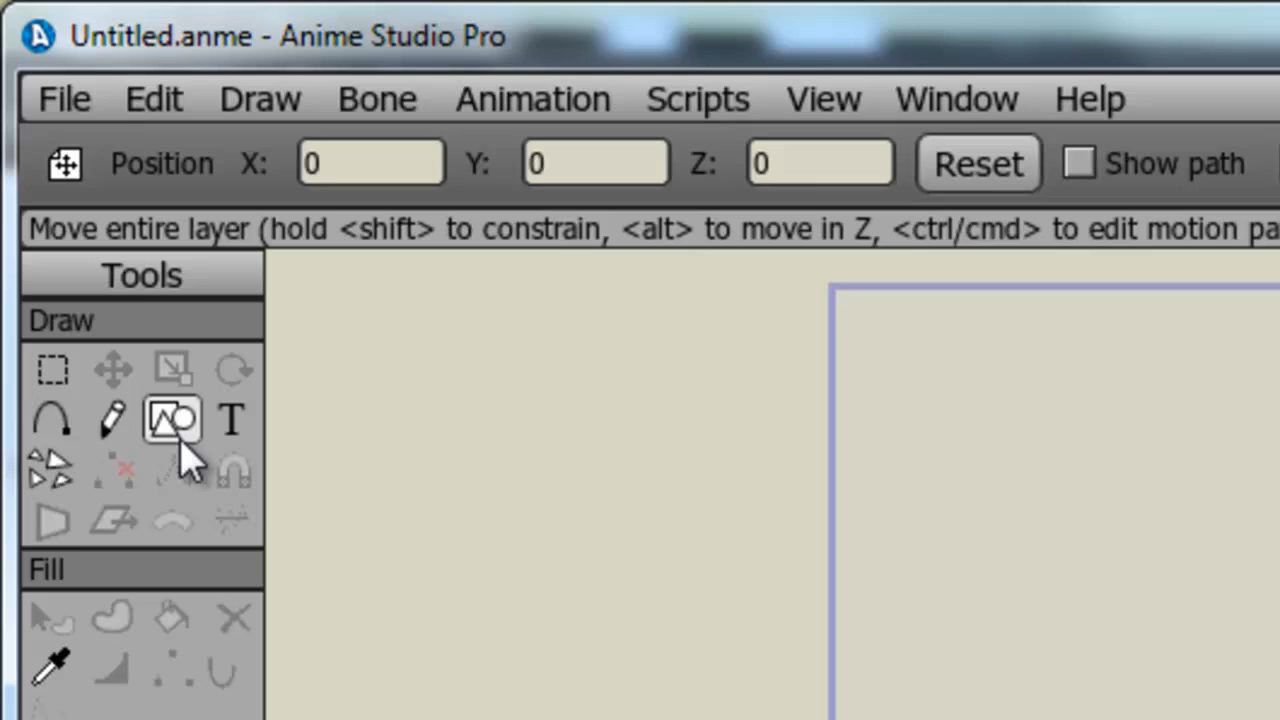 Untitled.anme - Anime Studio Pro
File Edit Draw Bone Animation Scripts View Window Help
Position X: 0 Y: 0 Z: 0 Reset Show path
Move entire layer (hold <shift> to constrain, <alt> to move in Z, <ctrl/cmd> to edit motion pa
Tools
Draw
T
Fill